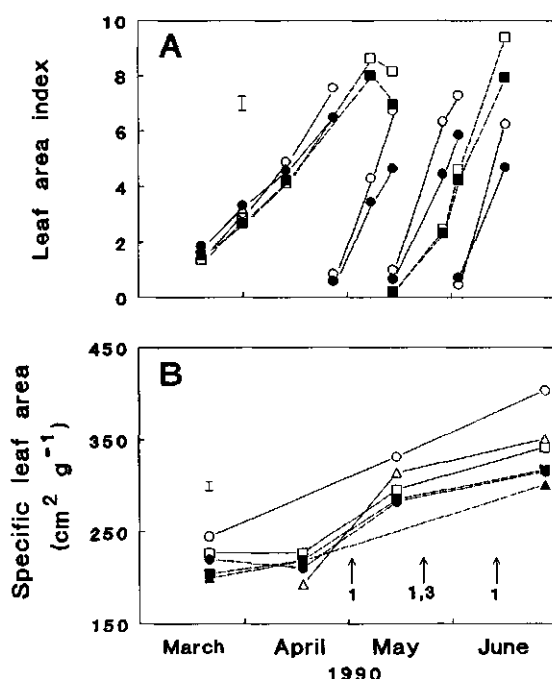 A
10
8
6
4
2
0
Leaf area index
B
450
350
250
150
Specific leaf area
(cm² g⁻¹)
1
1,3
1
March April May June
1990